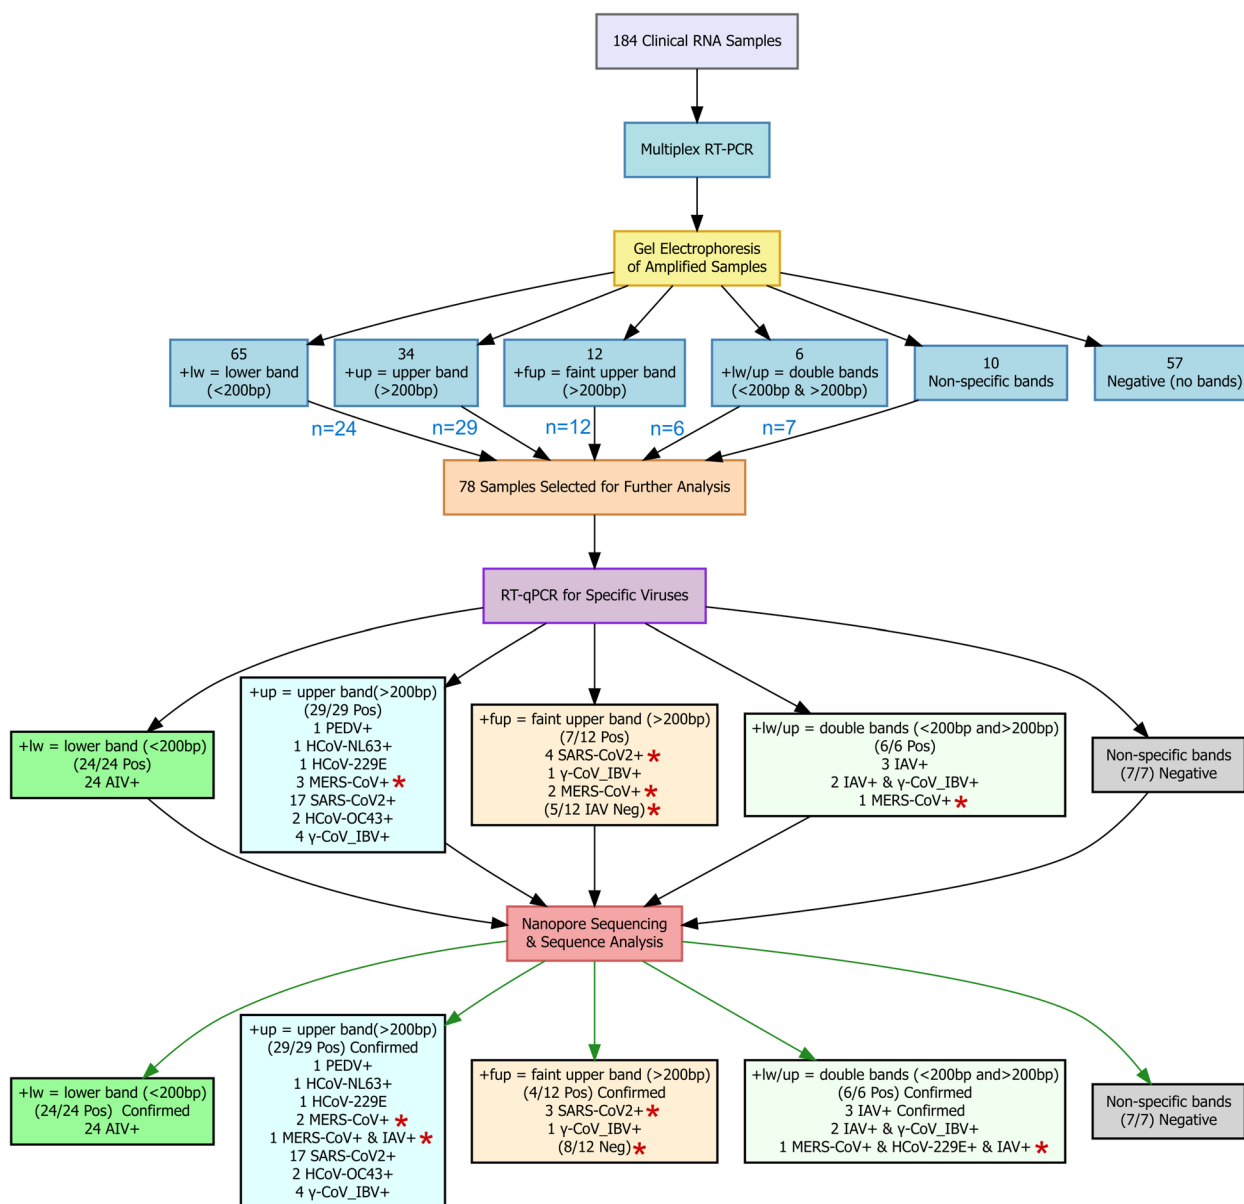 184 Clinical RNA Samples
Multiplex RT-PCR
Gel Electrophoresis
of Amplified Samples
65
+lw = lower band
(<200bp)
34
+up = upper band
(>200bp)
12
+fup = faint upper band
(>200bp)
6
+lw/up = double bands
(<200bp & >200bp)
10
Non-specific bands
57
Negative (no bands)
n=24
n=29
n=12
n=6
n=7
78 Samples Selected for Further Analysis
RT-qPCR for Specific Viruses
+lw = lower band (<200bp)
(24/24 Pos)
24 AIV+
+up = upper band(>200bp)
(29/29 Pos)
1 PEDV+
1 HCoV-NL63+
1 HCoV-229E
3 MERS-CoV+ *
17 SARS-CoV2+
2 HCoV-OC43+
4 γ-CoV_IBV+
+fup = faint upper band (>200bp)
(7/12 Pos)
4 SARS-CoV2+ *
1 γ-CoV_IBV+
2 MERS-CoV+ *
(5/12 IAV Neg) *
+lw/up = double bands (<200bp and>200bp)
(6/6 Pos)
3 IAV+
2 IAV+ & γ-CoV_IBV+
1 MERS-CoV+ *
Non-specific bands
(7/7) Negative
Nanopore Sequencing
& Sequence Analysis
+lw = lower band (<200bp)
(24/24 Pos) Confirmed
24 AIV+
+up = upper band(>200bp)
(29/29 Pos) Confirmed
1 PEDV+
1 HCoV-NL63+
1 HCoV-229E
2 MERS-CoV+ *
1 MERS-CoV+ & IAV+ *
17 SARS-CoV2+
2 HCoV-OC43+
4 γ-CoV_IBV+
+fup = faint upper band (>200bp)
(4/12 Pos) Confirmed
3 SARS-CoV2+ *
1 γ-CoV_IBV+
(8/12 Neg) *
+lw/up = double bands (<200bp and>200bp)
(6/6 Pos) Confirmed
3 IAV+ Confirmed
2 IAV+ & γ-CoV_IBV+
1 MERS-CoV+ & HCoV-229E+ & IAV+ *
Non-specific bands
(7/7) Negative